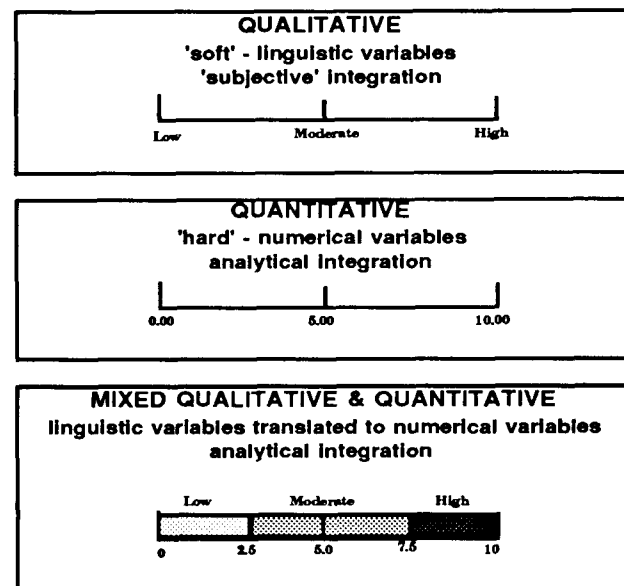 QUALITATIVE
'soft' - linguistic variables
'subjective' integration
Low Moderate High
QUANTITATIVE
'hard' - numerical variables
analytical integration
0.00 5.00 10.00
MIXED QUALITATIVE & QUANTITATIVE
linguistic variables translated to numerical variables
analytical integration
Low Moderate High
0 2.5 5.0 7.5 10